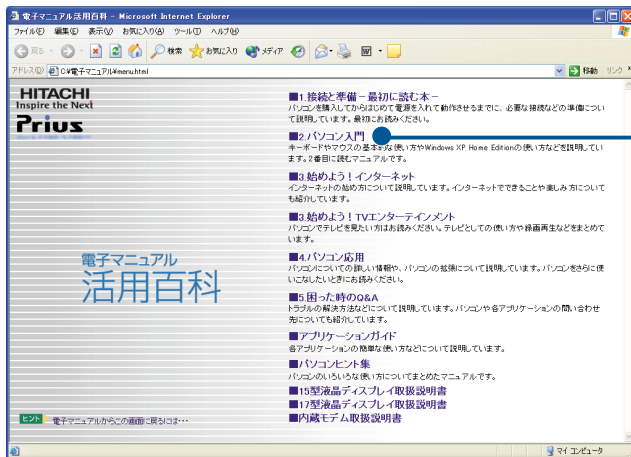 電子マニュアル活用百科 - Microsoft Internet Explorer
ファイル(F) 編集(E) 表示(V) お気に入り(A) ツール(T) ヘルプ(H)
戻る 検索 お気に入り メディア
アドレス(D) C:¥電子マニュアル¥menu.html 移動 リンク
HITACHI
Inspire the Next
Prius
電子マニュアル
活用百科
ヒント 電子マニュアルからこの画面に戻るには…
■1.接続と準備－最初に読む本－
パソコンを購入してからはじめて電源を入れて動作させるまでに、必要な接続などの準備につい
て説明しています。最初にお読みください。
■2.パソコン入門
キーボードやマウスの基本的な使い方やWindows XP Home Editionの使い方などを説明してい
ます。2番目に読むマニュアルです。
■3.始めよう！インターネット
インターネットの始め方について説明しています。インターネットでできることや楽しみ方について
も紹介しています。
■3.始めよう！TVエンターテインメント
パソコンでテレビを見たい方はお読みください。テレビとしての使い方や録画再生などをまとめて
います。
■4.パソコン応用
パソコンについての詳しい情報や、パソコンの拡張について説明しています。パソコンをさらに使
いこなしたいときにお読みください。
■5.困った時のQ&A
トラブルの解決方法などについて説明しています。パソコンや各アプリケーションの問い合わせ
先についても紹介しています。
■アプリケーションガイド
各アプリケーションの簡単な使い方などについて説明しています。
■パソコンヒント集
パソコンのいろいろな使い方についてまとめたマニュアルです。
■15型液晶ディスプレイ取扱説明書
■17型液晶ディスプレイ取扱説明書
■内蔵モデム取扱説明書
マイ コンピュータ